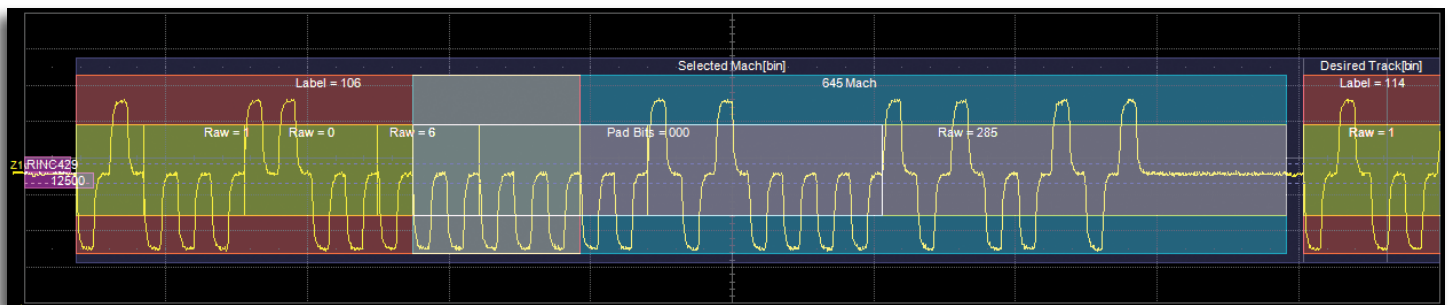 Selected Mach[bin]
Desired Track[bin]
Label = 106
645 Mach
Label = 114
Raw = 1
Raw = 0
Raw = 6
Pad Bits = 000
Raw = 285
Raw = 1
Z1
RINC429
12500